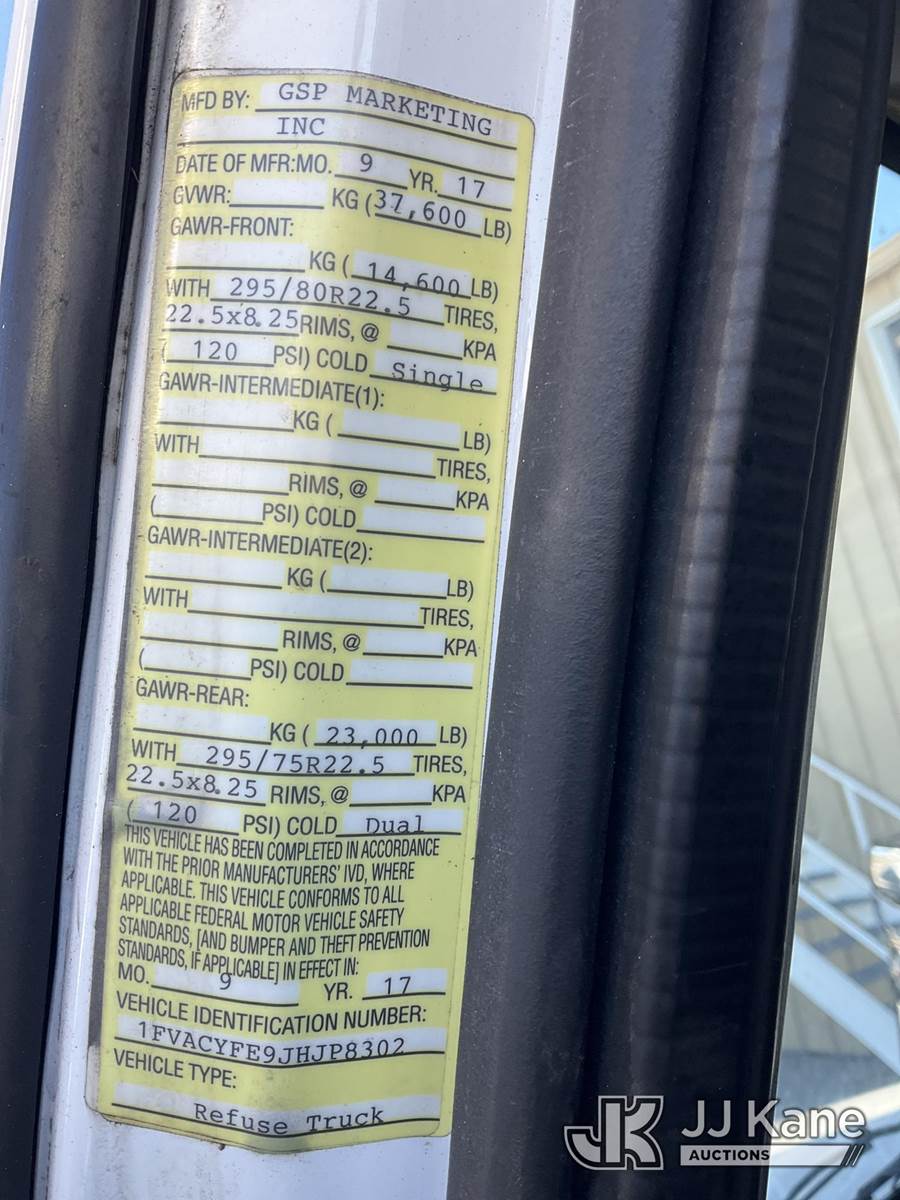 MFD BY: GSP MARKETING
INC
DATE OF MFR:MO. 9 YR. 17
GVWR: KG (37,600 LB)
GAWR-FRONT:
KG ( 14,600 LB)
WITH 295/80R22.5 TIRES,
22.5x8.25 RIMS, @ KPA
( 120 PSI) COLD Single
GAWR-INTERMEDIATE(1):
KG ( LB)
WITH TIRES,
RIMS, @ KPA
( PSI) COLD
GAWR-INTERMEDIATE(2):
KG ( LB)
WITH TIRES,
RIMS, @ KPA
( PSI) COLD
GAWR-REAR:
KG ( 23,000 LB)
WITH 295/75R22.5 TIRES,
22.5x8.25 RIMS, @ KPA
( 120 PSI) COLD Dual
THIS VEHICLE HAS BEEN COMPLETED IN ACCORDANCE
WITH THE PRIOR MANUFACTURERS' IVD, WHERE
APPLICABLE. THIS VEHICLE CONFORMS TO ALL
APPLICABLE FEDERAL MOTOR VEHICLE SAFETY
STANDARDS, [AND BUMPER AND THEFT PREVENTION
STANDARDS, IF APPLICABLE] IN EFFECT IN:
MO. 9 YR. 17
VEHICLE IDENTIFICATION NUMBER:
1FVACYFE9JHJP8302
VEHICLE TYPE:
Refuse Truck
JK JJ Kane
AUCTIONS